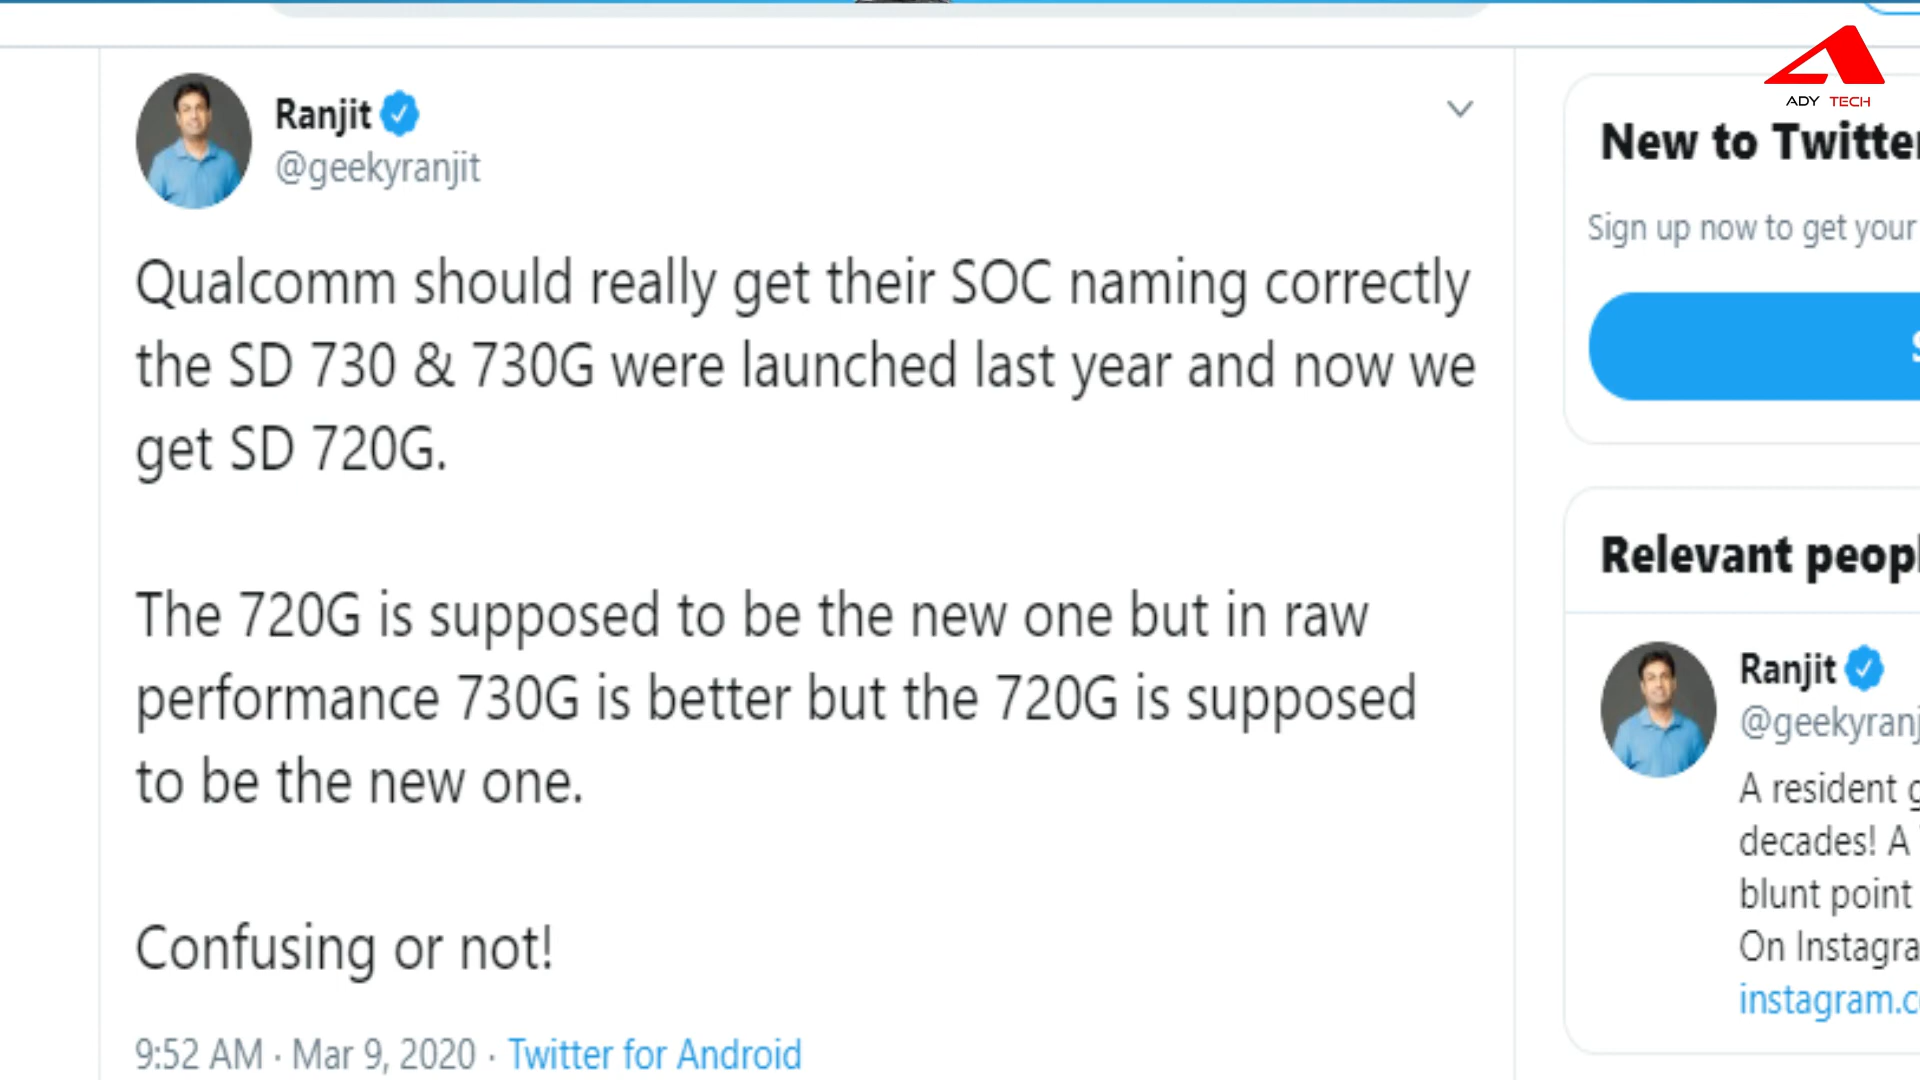 ADY TECH
Ranjit
@geekyranjit
Qualcomm should really get their SOC naming correctly
the SD 730 & 730G were launched last year and now we
get SD 720G.
The 720G is supposed to be the new one but in raw
performance 730G is better but the 720G is supposed
to be the new one.
Confusing or not!
9:52 AM · Mar 9, 2020 · Twitter for Android
New to Twitter
Sign up now to get your
Relevant peopl
Ranjit
@geekyranj
A resident g
decades! A
blunt point
On Instagra
instagram.c